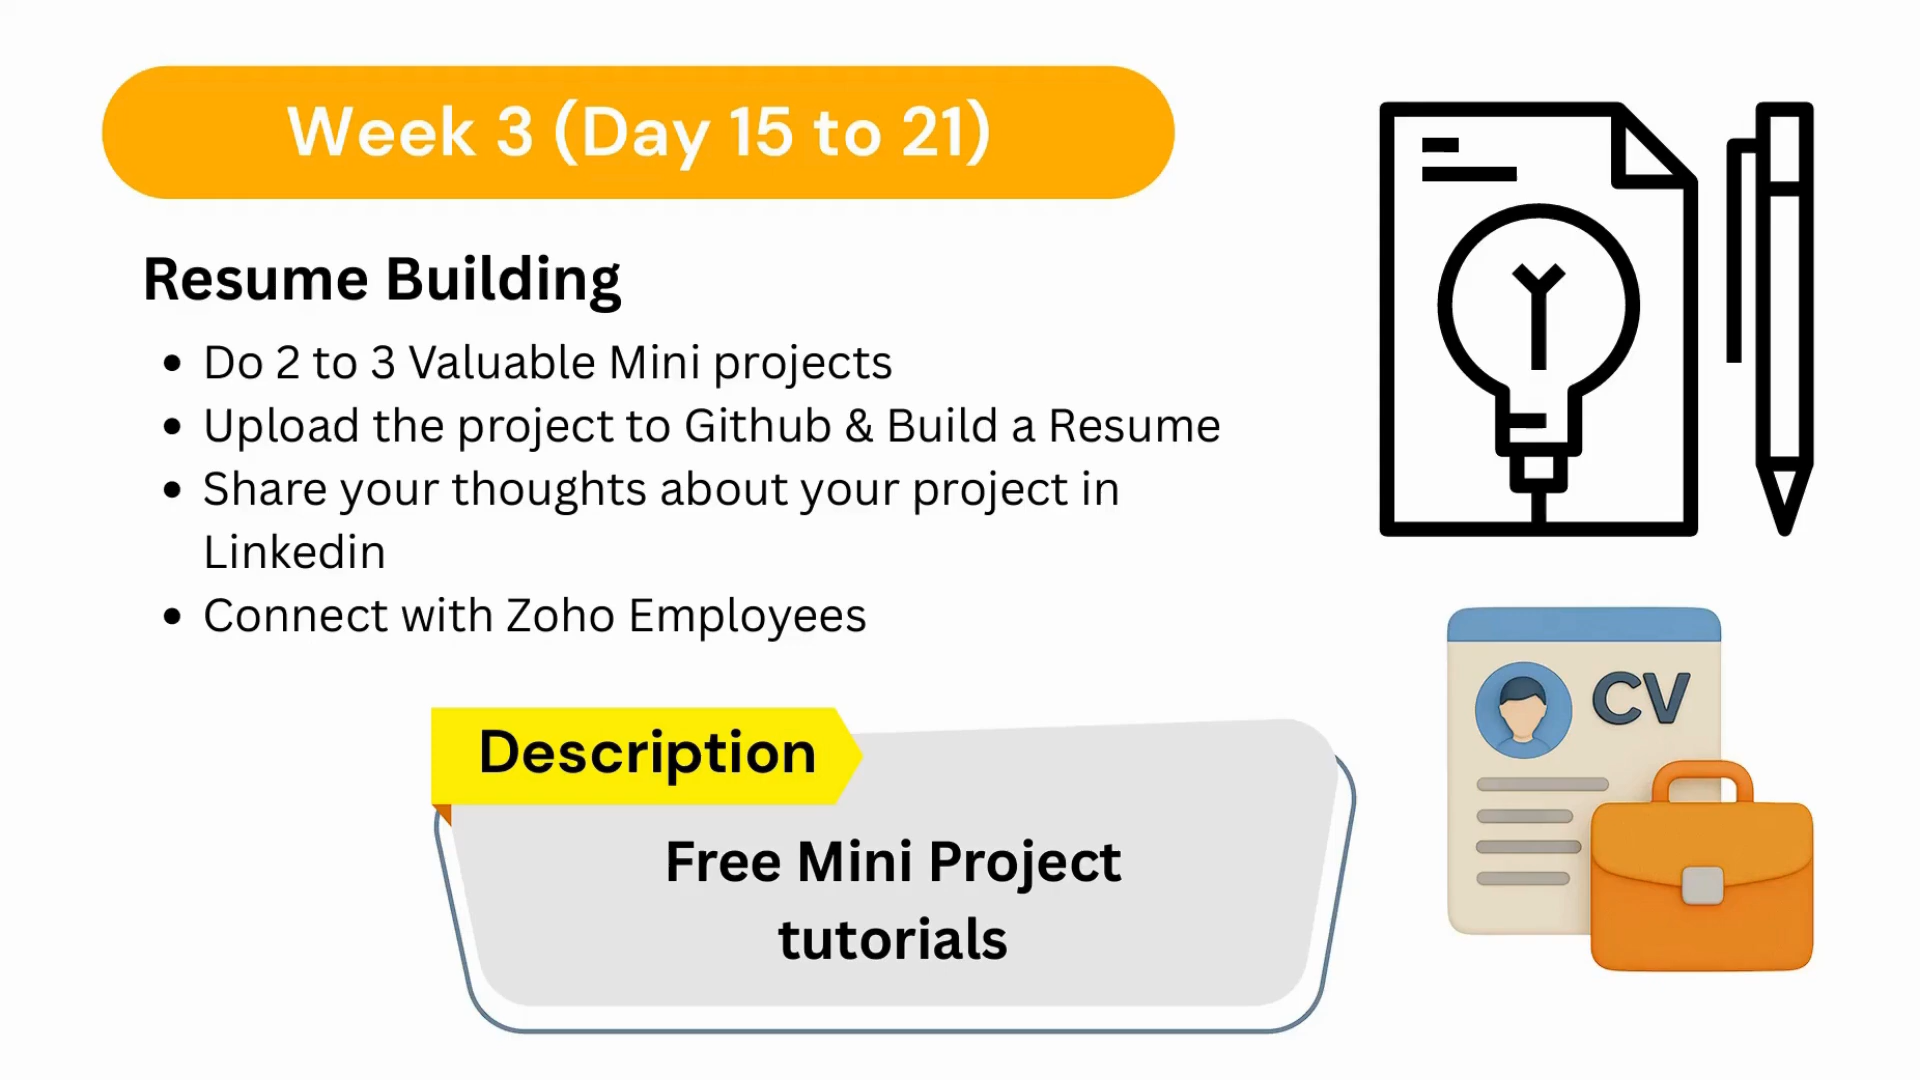 Week 3 (Day 15 to 21)
Resume Building
• Do 2 to 3 Valuable Mini projects
• Upload the project to Github & Build a Resume
• Share your thoughts about your project in
Linkedin
• Connect with Zoho Employees
CV
Description
Free Mini Project
tutorials